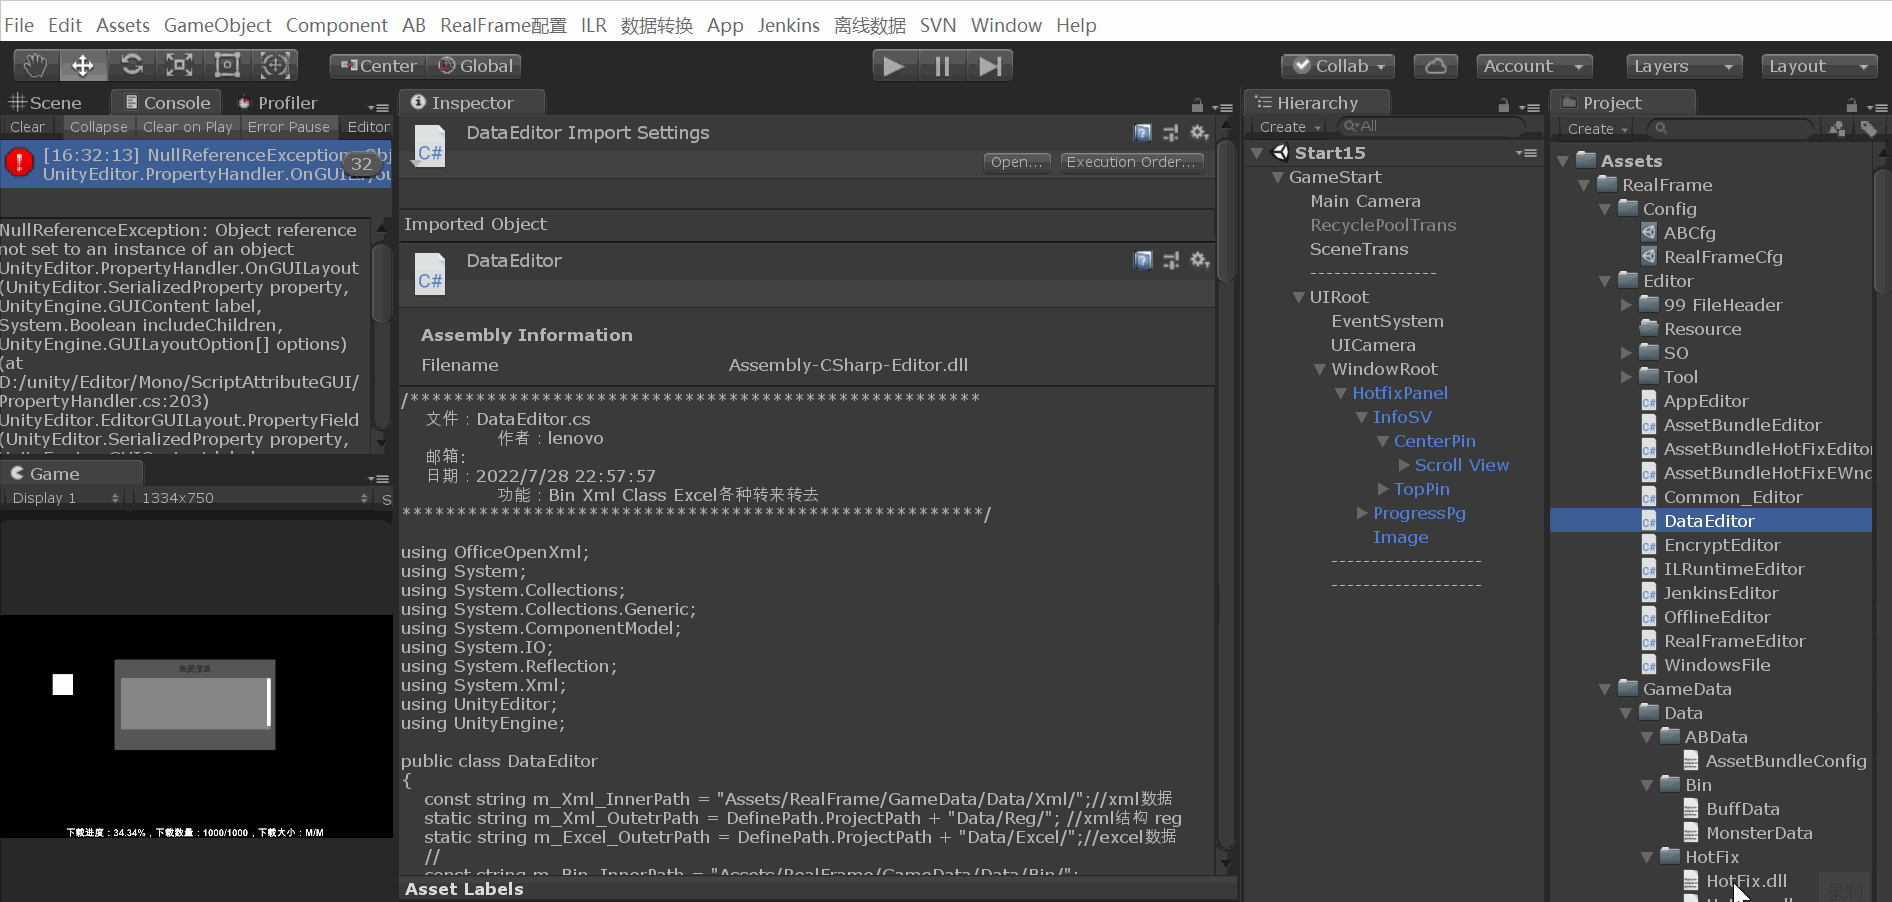 File Edit Assets GameObject Component AB RealFrame配置 ILR 数据转换 App Jenkins 离线数据 SVN Window Help
Center Global Collab Account Layers Layout
Scene Console Profiler
Clear Collapse Clear on Play Error Pause Editor
[16:32:13] NullReferenceException: Obj
UnityEditor.PropertyHandler.OnGUILayou
32
NullReferenceException: Object reference
not set to an instance of an object
UnityEditor.PropertyHandler.OnGUILayout
(UnityEditor.SerializedProperty property,
UnityEngine.GUIContent label,
System.Boolean includeChildren,
UnityEngine.GUILayoutOption[] options)
(at
D:/unity/Editor/Mono/ScriptAttributeGUI/
PropertyHandler.cs:203)
UnityEditor.EditorGUILayout.PropertyField
(UnityEditor.SerializedProperty property,
Game
Display 1 1334x750 S
下载进度：34.34%，下载数量：1000/1000，下载大小：M/M
Inspector
C#
DataEditor Import Settings
Open... Execution Order...
Imported Object
C#
DataEditor
Assembly Information
Filename Assembly-CSharp-Editor.dll
/****************************************************
文件：DataEditor.cs
作者：lenovo
邮箱:
日期：2022/7/28 22:57:57
功能：Bin Xml Class Excel各种转来转去
*****************************************************/
using OfficeOpenXml;
using System;
using System.Collections;
using System.Collections.Generic;
using System.ComponentModel;
using System.IO;
using System.Reflection;
using System.Xml;
using UnityEditor;
using UnityEngine;
public class DataEditor
{
const string m_Xml_InnerPath = "Assets/RealFrame/GameData/Data/Xml/";//xml数据
static string m_Xml_OutetrPath = DefinePath.ProjectPath + "Data/Reg/"; //xml结构 reg
static string m_Excel_OutetrPath = DefinePath.ProjectPath + "Data/Excel/";//excel数据
//
const string m_Bin_InnerPath = "Assets/RealFrame/GameData/Data/Bin/";
Asset Labels
Hierarchy
Create All
Start15
GameStart
Main Camera
RecyclePoolTrans
SceneTrans
----------------
UIRoot
EventSystem
UICamera
WindowRoot
HotfixPanel
InfoSV
CenterPin
Scroll View
TopPin
ProgressPg
Image
-------------------
-------------------
Project
Create
Assets
RealFrame
Config
ABCfg
RealFrameCfg
Editor
99 FileHeader
Resource
SO
Tool
AppEditor
AssetBundleEditor
AssetBundleHotFixEditor
AssetBundleHotFixEWnd
Common_Editor
DataEditor
EncryptEditor
ILRuntimeEditor
JenkinsEditor
OfflineEditor
RealFrameEditor
WindowsFile
GameData
Data
ABData
AssetBundleConfig
Bin
BuffData
MonsterData
HotFix
HotFix.dll
录制